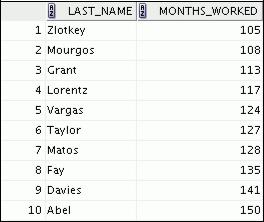 LAST_NAME MONTHS_WORKED
1 Zlotkey 105
2 Mourgos 108
3 Grant 113
4 Lorentz 117
5 Vargas 124
6 Taylor 127
7 Matos 128
8 Fay 135
9 Davies 141
10 Abel 150